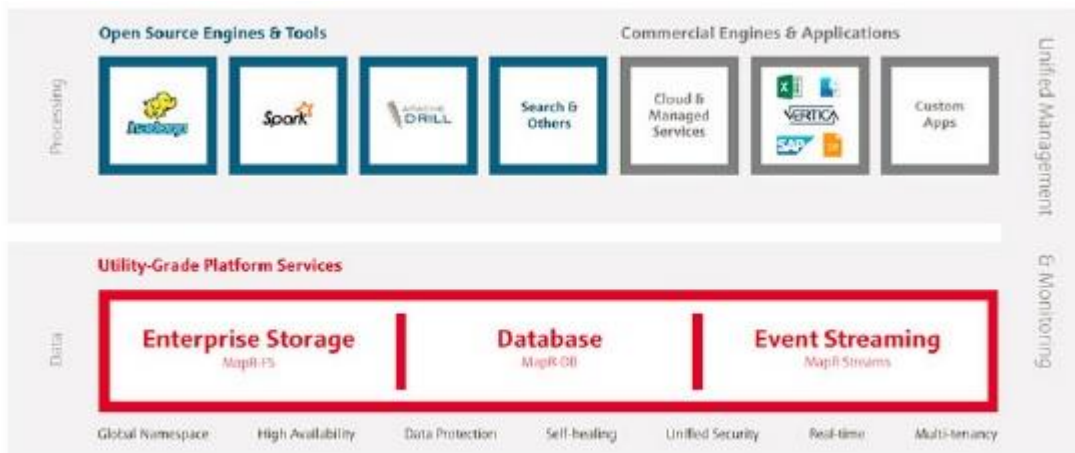 Open Source Engines & Tools
Commercial Engines & Applications
Processing
Spark
APACHE
DRILL
Search &
Others
Cloud &
Managed
Services
VERTICA
SAP
Custom
Apps
Unified Management
& Monitoring
Utility-Grade Platform Services
Data
Enterprise Storage
MapR-FS
Database
MapR-DB
Event Streaming
MapR Streams
Global Namespace
High Availability
Data Protection
Self-healing
Unified Security
Real-time
Multi-tenancy